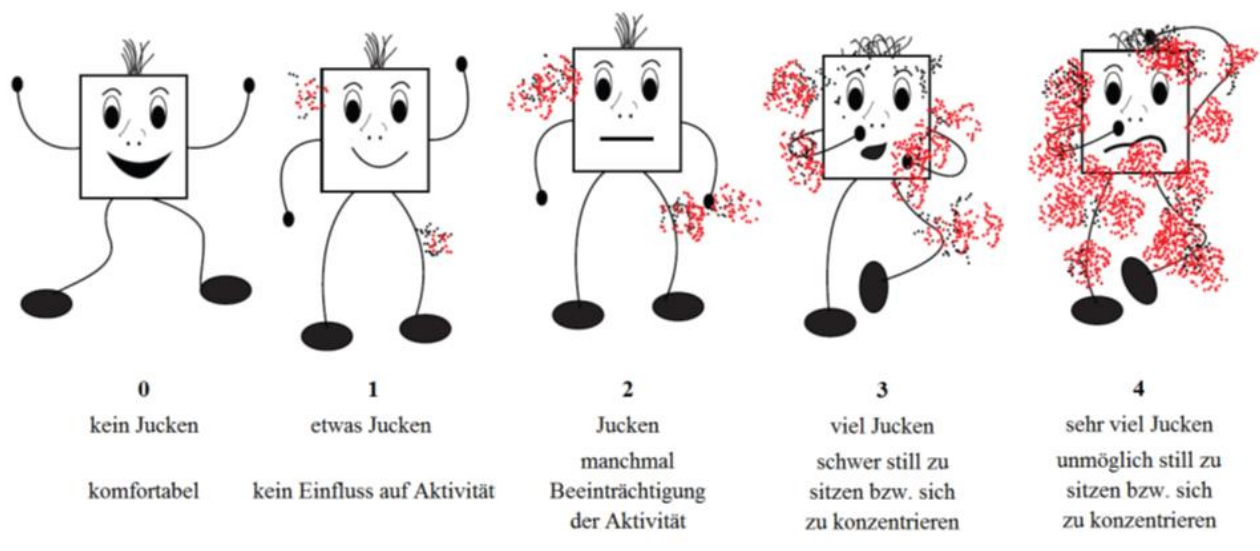 0
kein Jucken
komfortabel
1
etwas Jucken
kein Einfluss auf Aktivität
2
Jucken
manchmal
Beeinträchtigung
der Aktivität
3
viel Jucken
schwer still zu
sitzen bzw. sich
zu konzentrieren
4
sehr viel Jucken
unmöglich still zu
sitzen bzw. sich
zu konzentrieren